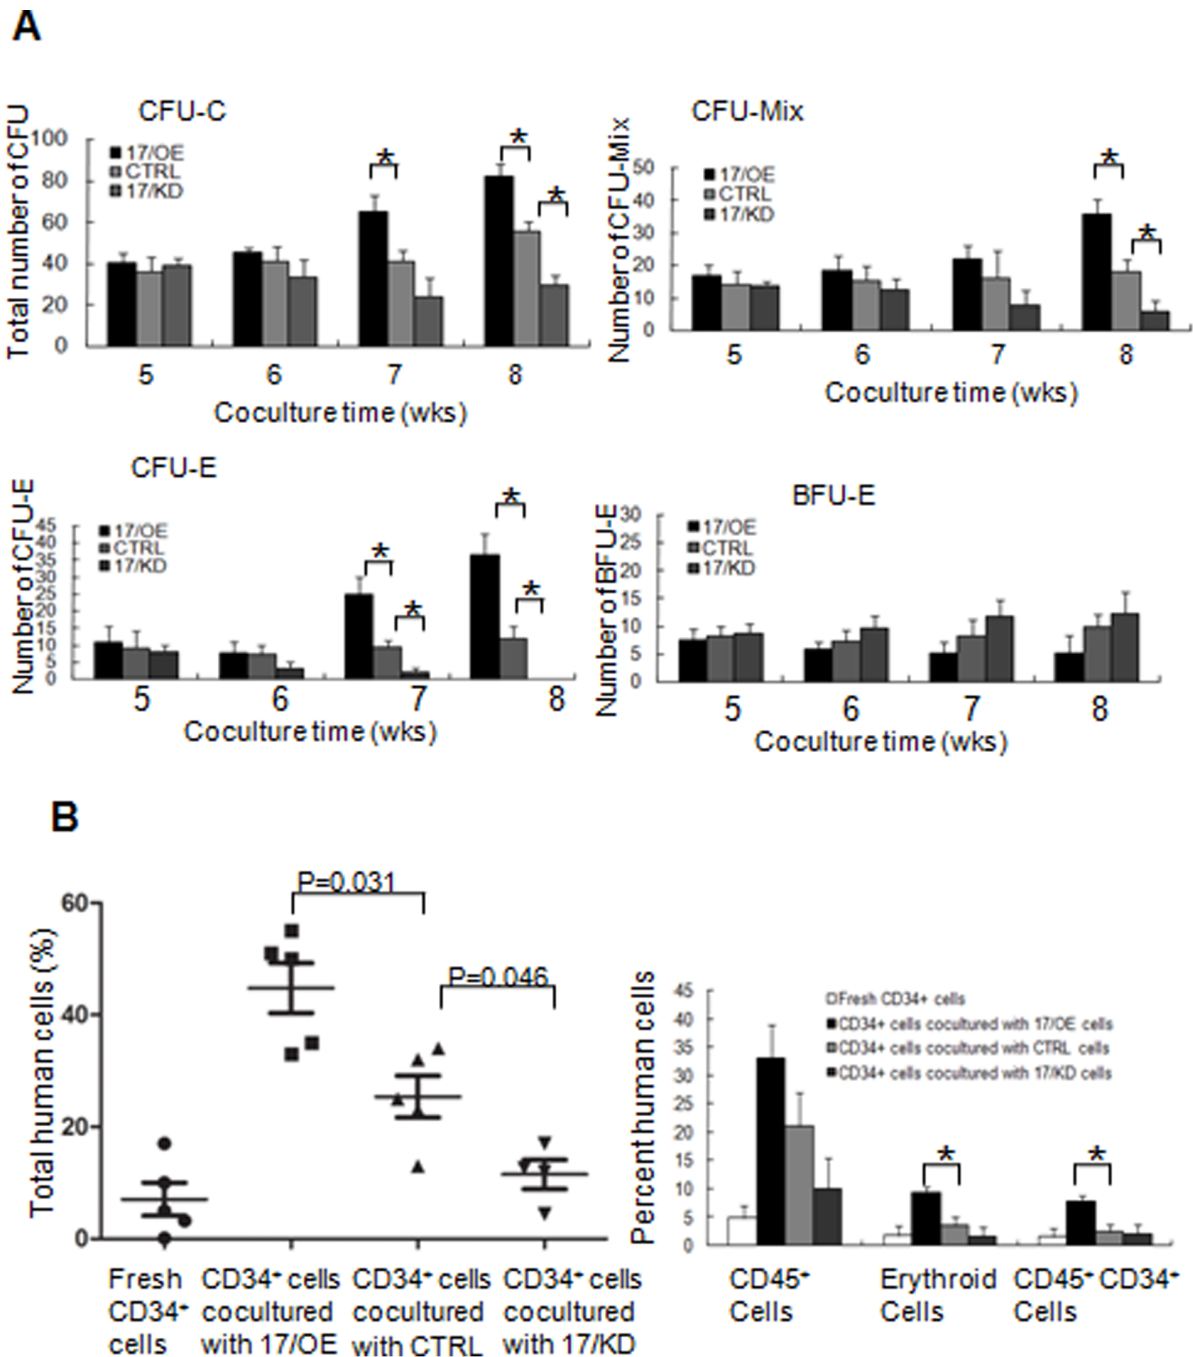 A
CFU-C
Total number of CFU
100
80
60
40
20
0
17/OE
CTRL
17/KD
*
*
*
5 6 7 8
Coculture time (wks)
CFU-Mix
Number of CFU-Mix
50
40
30
20
10
0
17/OE
CTRL
17/KD
*
*
5 6 7 8
Coculture time (wks)
CFU-E
Number of CFU-E
45
40
35
30
25
20
15
10
5
0
17/OE
CTRL
17/KD
*
*
*
*
5 6 7 8
Coculture time (wks)
BFU-E
Number of BFU-E
30
25
20
15
10
5
0
17/OE
CTRL
17/KD
5 6 7 8
Coculture time (wks)
B
Total human cells (%)
60
40
20
0
P=0.031
P=0.046
Fresh
CD34+
cells
CD34+ cells
cocultured
with 17/OE
CD34+ cells
cocultured
with CTRL
CD34+ cells
cocultured
with 17/KD
Percent human cells
45
40
35
30
25
20
15
10
5
0
Fresh CD34+ cells
CD34+ cells cocultured with 17/OE cells
CD34+ cells cocultured with CTRL cells
CD34+ cells cocultured with 17/KD cells
*
*
CD45+
Cells
Erythroid
Cells
CD45+ CD34+
Cells